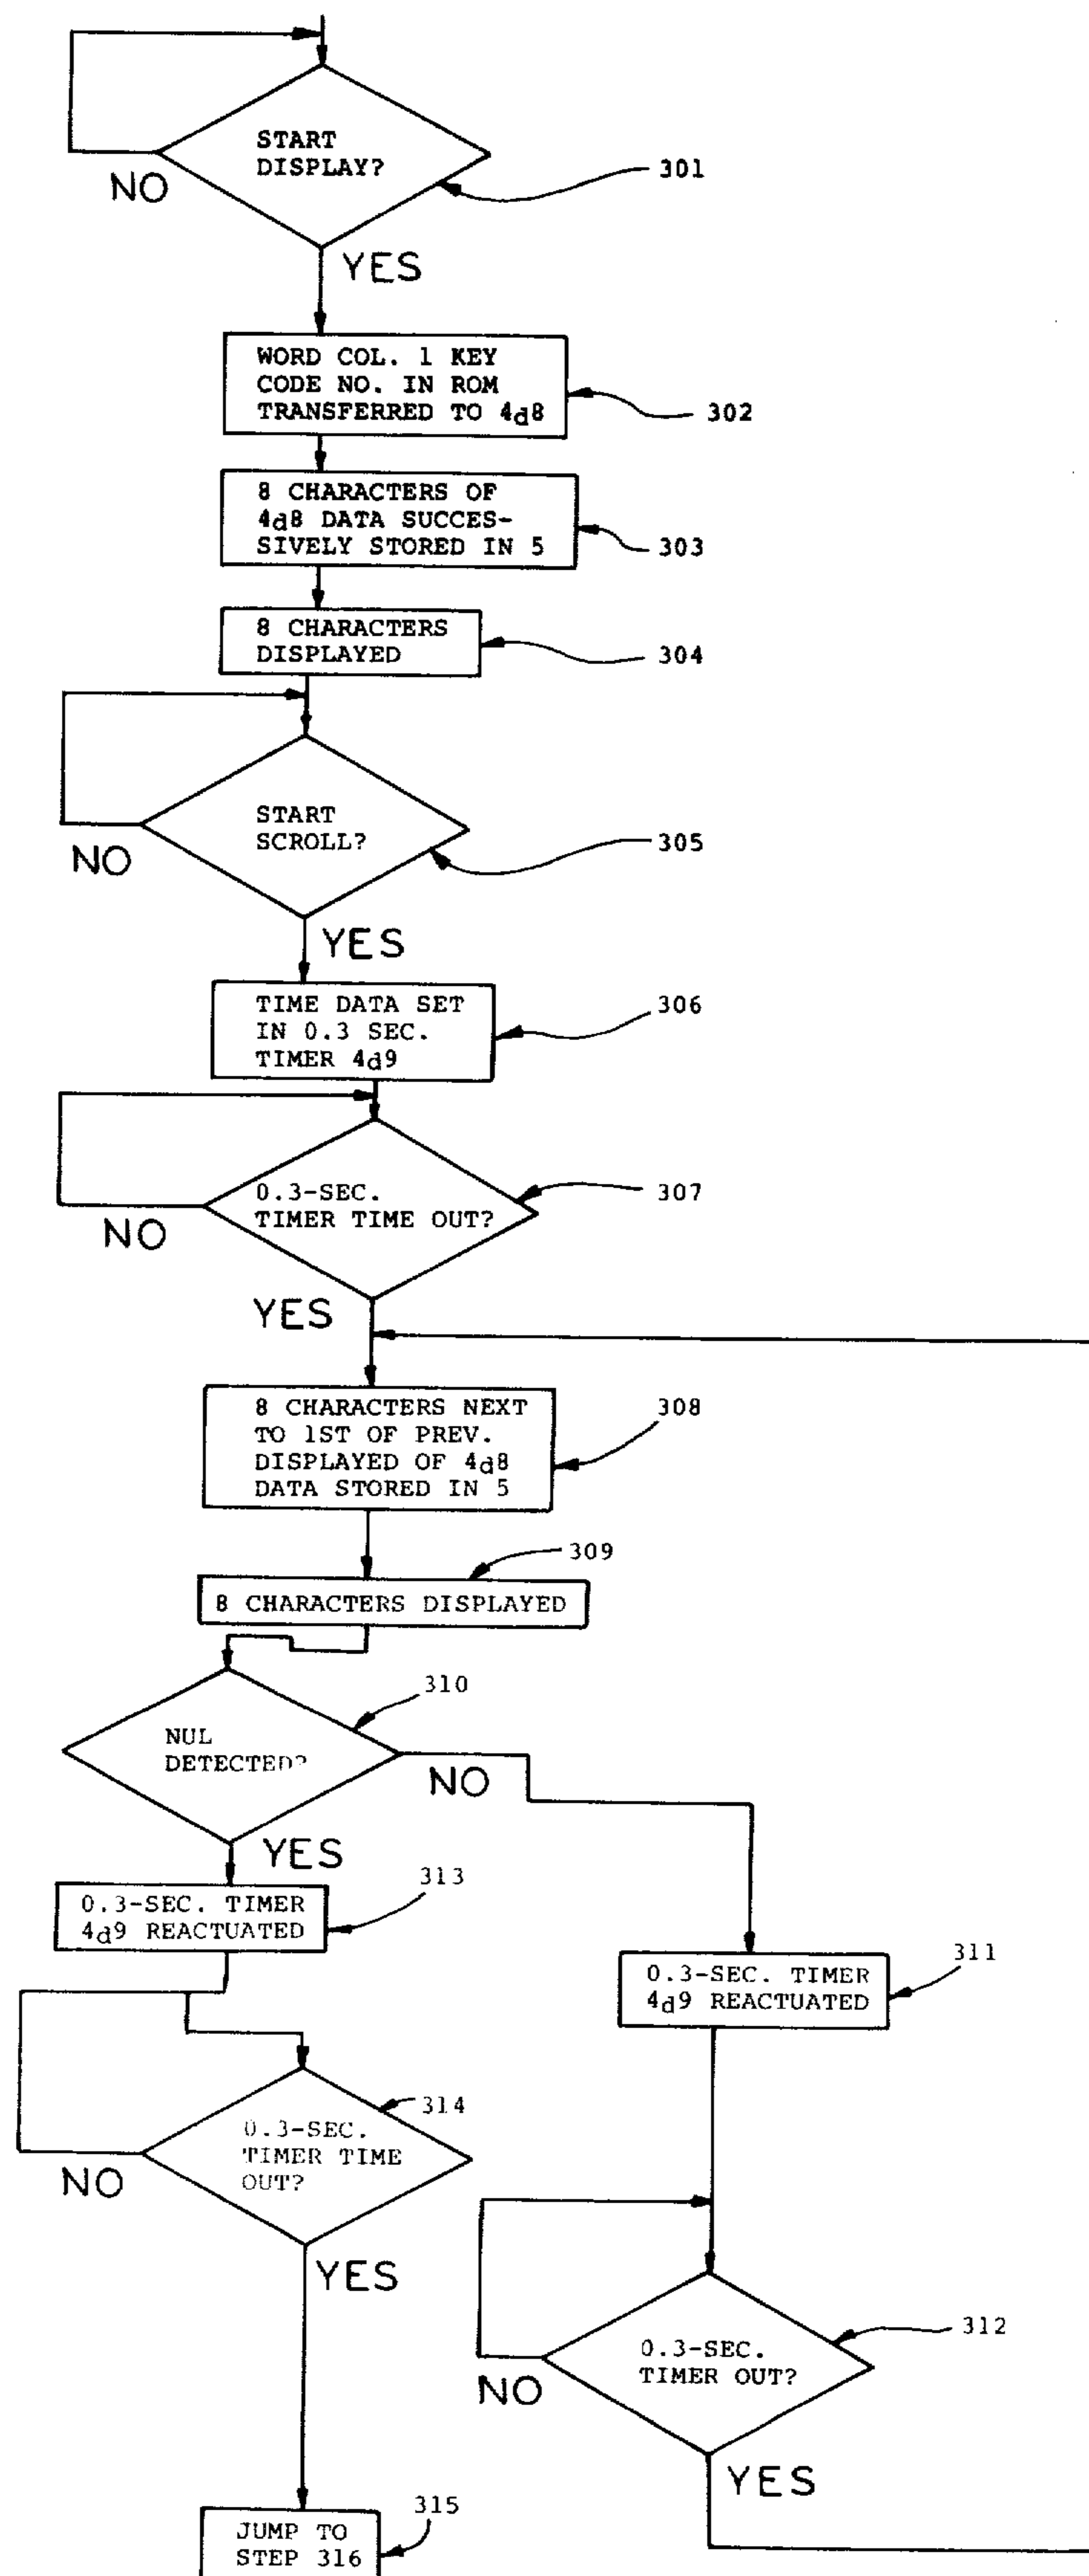 START
DISPLAY?
301
NO
YES
WORD COL. 1 KEY
CODE NO. IN ROM
TRANSFERRED TO 4d8
302
8 CHARACTERS OF
4d8 DATA SUCCES-
SIVELY STORED IN 5
303
8 CHARACTERS
DISPLAYED
304
START
SCROLL?
305
NO
YES
TIME DATA SET
IN 0.3 SEC.
TIMER 4d9
306
0.3-SEC.
TIMER TIME OUT?
307
NO
YES
8 CHARACTERS NEXT
TO 1ST OF PREV.
DISPLAYED OF 4d8
DATA STORED IN 5
308
309
8 CHARACTERS DISPLAYED
310
NUL
DETECTED?
NO
YES
313
0.3-SEC. TIMER
4d9 REACTUATED
311
0.3-SEC. TIMER
4d9 REACTUATED
314
0.3-SEC.
TIMER TIME
OUT?
NO
YES
312
0.3-SEC.
TIMER OUT?
NO
YES
315
JUMP TO
STEP 316